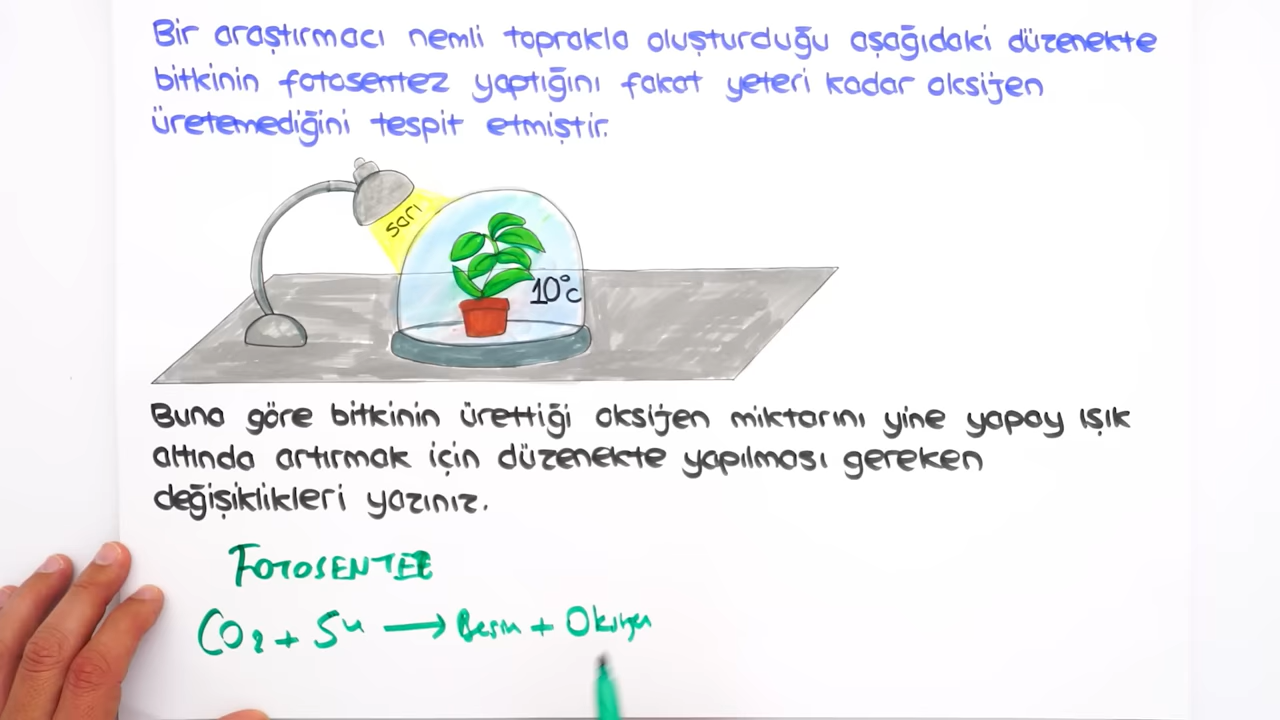 Bir araştırmacı nemli toprakla oluşturduğu aşağıdaki düzenekte
bitkinin fotosentez yaptığını fakat yeteri kadar oksijen
üretemediğini tespit etmiştir.
sarı
10°c
Buna göre bitkinin ürettiği oksijen miktarını yine yapay ışık
altında artırmak için düzenekte yapılması gereken
değişiklikleri yazınız.
FOTOSENTEZ
CO2 + Su → Besin + Oksijen